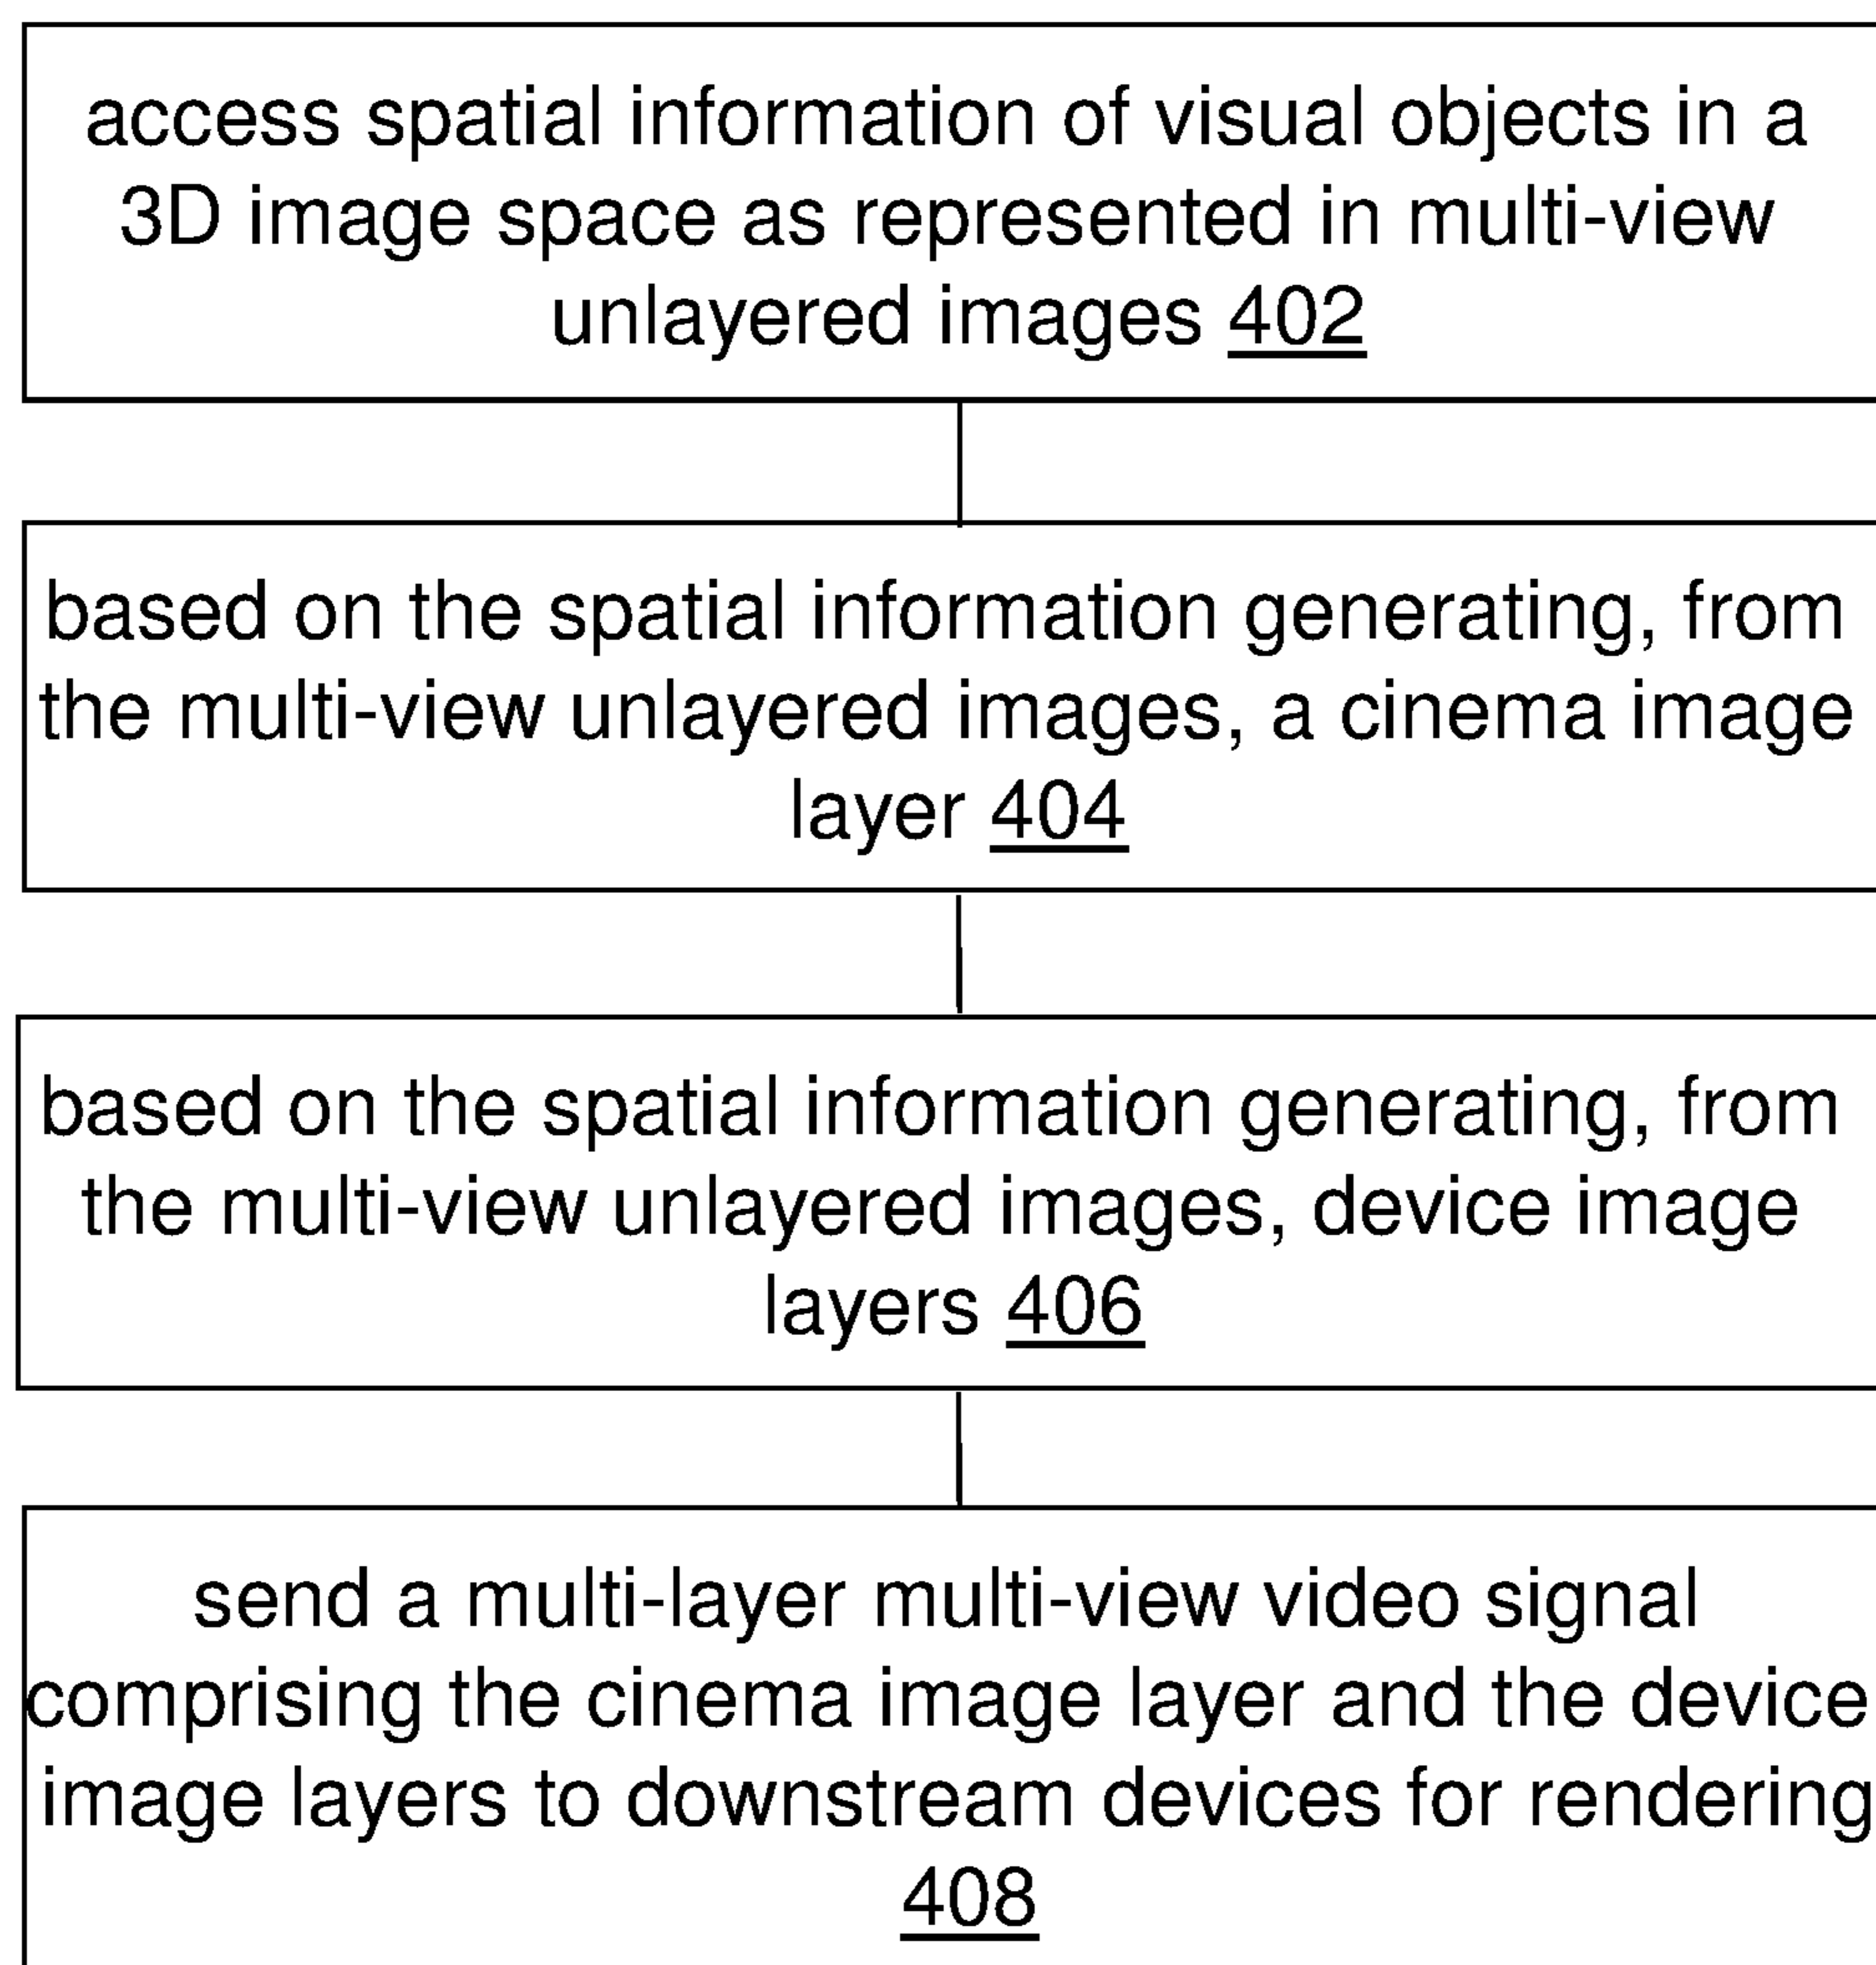 access spatial information of visual objects in a
3D image space as represented in multi-view
unlayered images 402
based on the spatial information generating, from
the multi-view unlayered images, a cinema image
layer 404
based on the spatial information generating, from
the multi-view unlayered images, device image
layers 406
send a multi-layer multi-view video signal
comprising the cinema image layer and the device
image layers to downstream devices for rendering
408